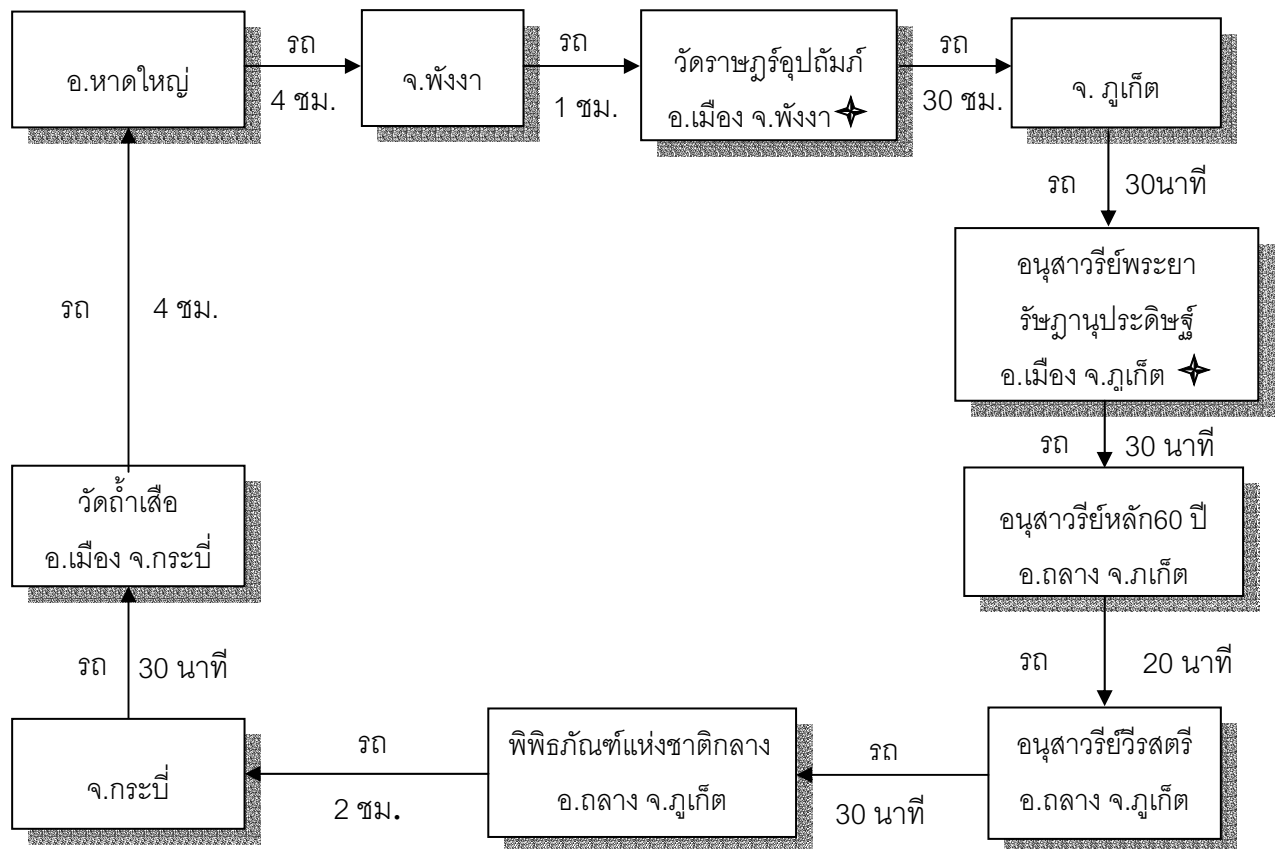 อ.หาดใหญ่
รถ
4 ชม.
จ.พังงา
รถ
1 ชม.
วัดราษฎร์อุปถัมภ์
อ.เมือง จ.พังงา
รถ
30 ชม.
จ. ภูเก็ต
รถ 30นาที
อนุสาวรีย์พระยา
รัษฎานุประดิษฐ์
อ.เมือง จ.ภูเก็ต
รถ 30 นาที
อนุสาวรีย์หลัก60 ปี
อ.ถลาง จ.ภเก็ต
รถ 20 นาที
อนุสาวรีย์วีรสตรี
อ.ถลาง จ.ภูเก็ต
รถ
30 นาที
พิพิธภัณฑ์แห่งชาติกลาง
อ.ถลาง จ.ภูเก็ต
รถ
2 ชม.
จ.กระบี่
รถ 30 นาที
วัดถ้ำเสือ
อ.เมือง จ.กระบี่
รถ 4 ชม.